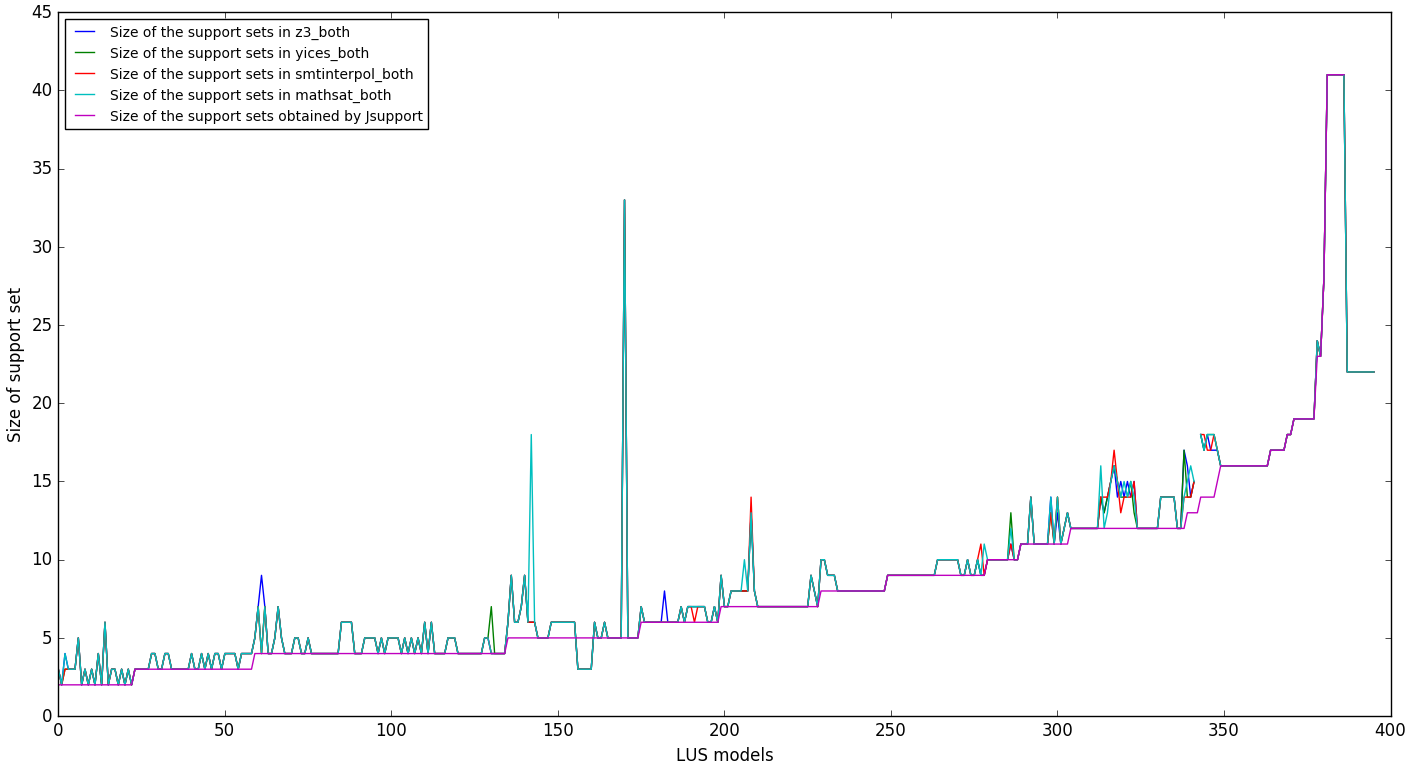 45
40
35
30
25
20
15
10
5
0
Size of support set
Size of the support sets in z3_both
Size of the support sets in yices_both
Size of the support sets in smtinterpol_both
Size of the support sets in mathsat_both
Size of the support sets obtained by Jsupport
0 50 100 150 200 250 300 350 400
LUS models